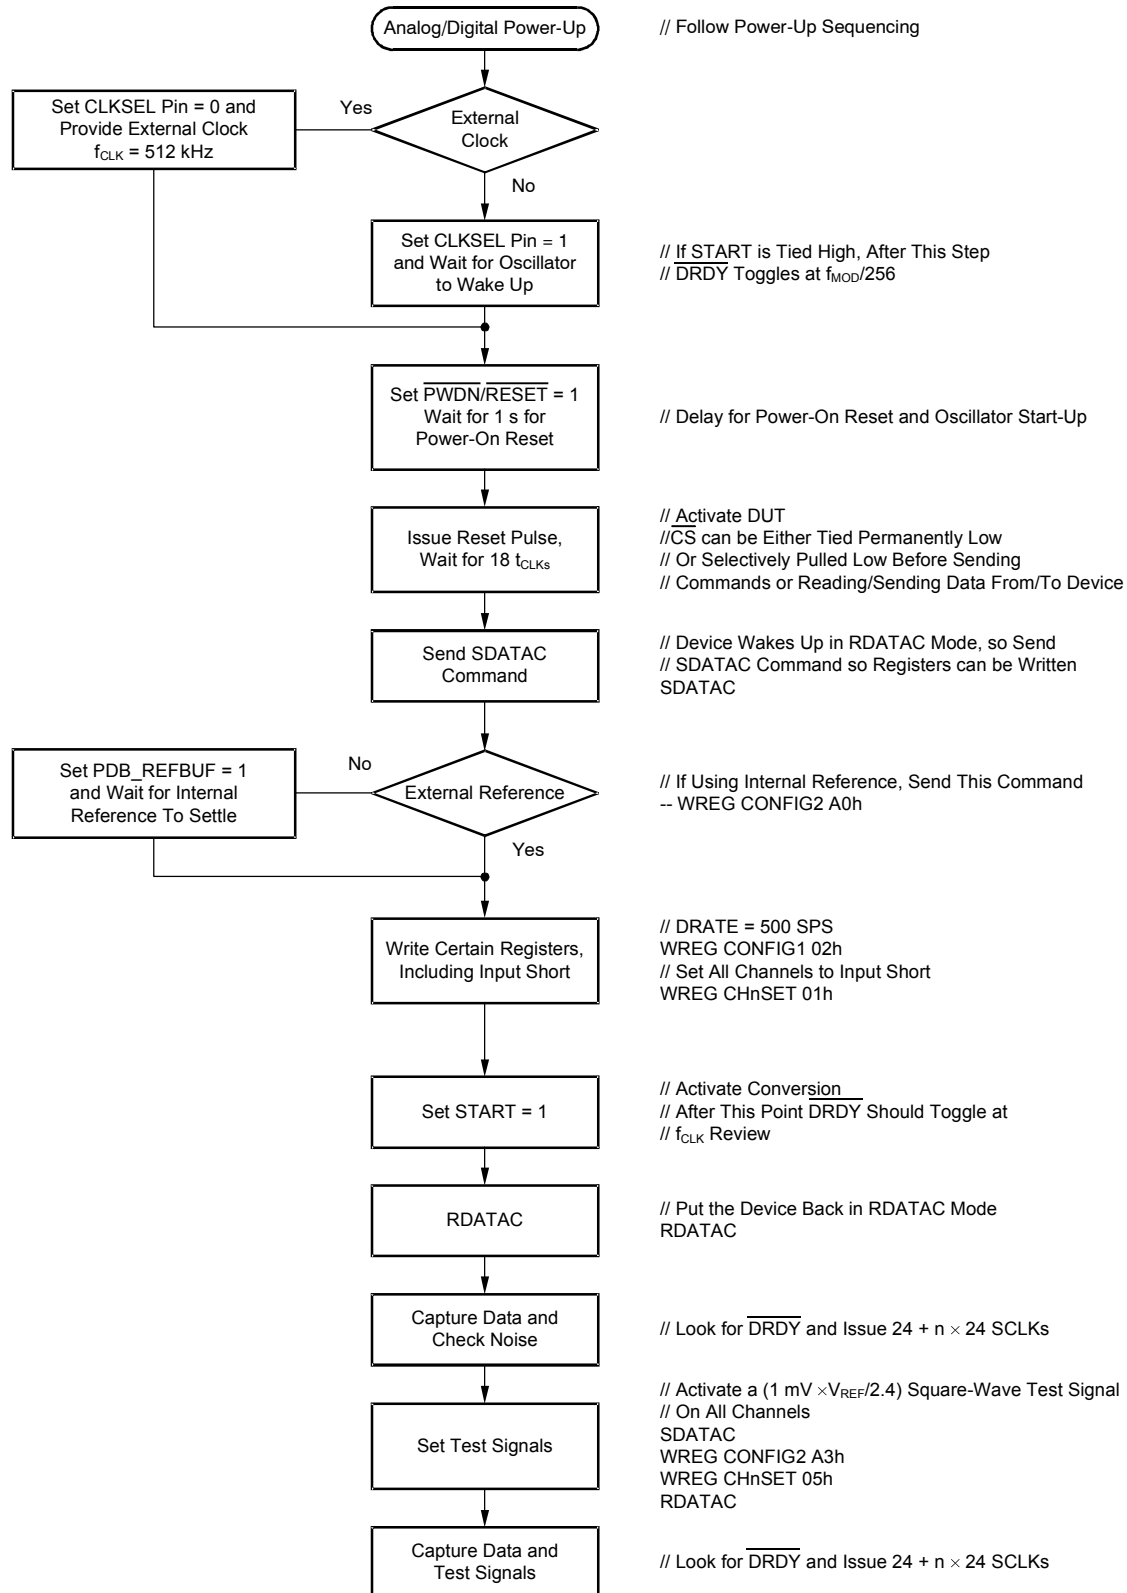 Analog/Digital Power-Up
// Follow Power-Up Sequencing
Set CLKSEL Pin = 0 and
Provide External Clock
fCLK = 512 kHz
Yes
External
Clock
No
Set CLKSEL Pin = 1
and Wait for Oscillator
to Wake Up
// If START is Tied High, After This Step
// D̅R̅D̅Y̅ Toggles at fMOD/256
Set P̅W̅D̅N̅/R̅E̅S̅E̅T̅ = 1
Wait for 1 s for
Power-On Reset
// Delay for Power-On Reset and Oscillator Start-Up
Issue Reset Pulse,
Wait for 18 tCLKs
// Activate DUT
//C̅S̅ can be Either Tied Permanently Low
// Or Selectively Pulled Low Before Sending
// Commands or Reading/Sending Data From/To Device
Send SDATAC
Command
// Device Wakes Up in RDATAC Mode, so Send
// SDATAC Command so Registers can be Written
SDATAC
Set PDB_REFBUF = 1
and Wait for Internal
Reference To Settle
No
External Reference
Yes
// If Using Internal Reference, Send This Command
-- WREG CONFIG2 A0h
Write Certain Registers,
Including Input Short
// DRATE = 500 SPS
WREG CONFIG1 02h
// Set All Channels to Input Short
WREG CHnSET 01h
Set START = 1
// Activate Conversion
// After This Point D̅R̅D̅Y̅ Should Toggle at
// fCLK Review
RDATAC
// Put the Device Back in RDATAC Mode
RDATAC
Capture Data and
Check Noise
// Look for D̅R̅D̅Y̅ and Issue 24 + n × 24 SCLKs
Set Test Signals
// Activate a (1 mV ×VREF/2.4) Square-Wave Test Signal
// On All Channels
SDATAC
WREG CONFIG2 A3h
WREG CHnSET 05h
RDATAC
Capture Data and
Test Signals
// Look for D̅R̅D̅Y̅ and Issue 24 + n × 24 SCLKs